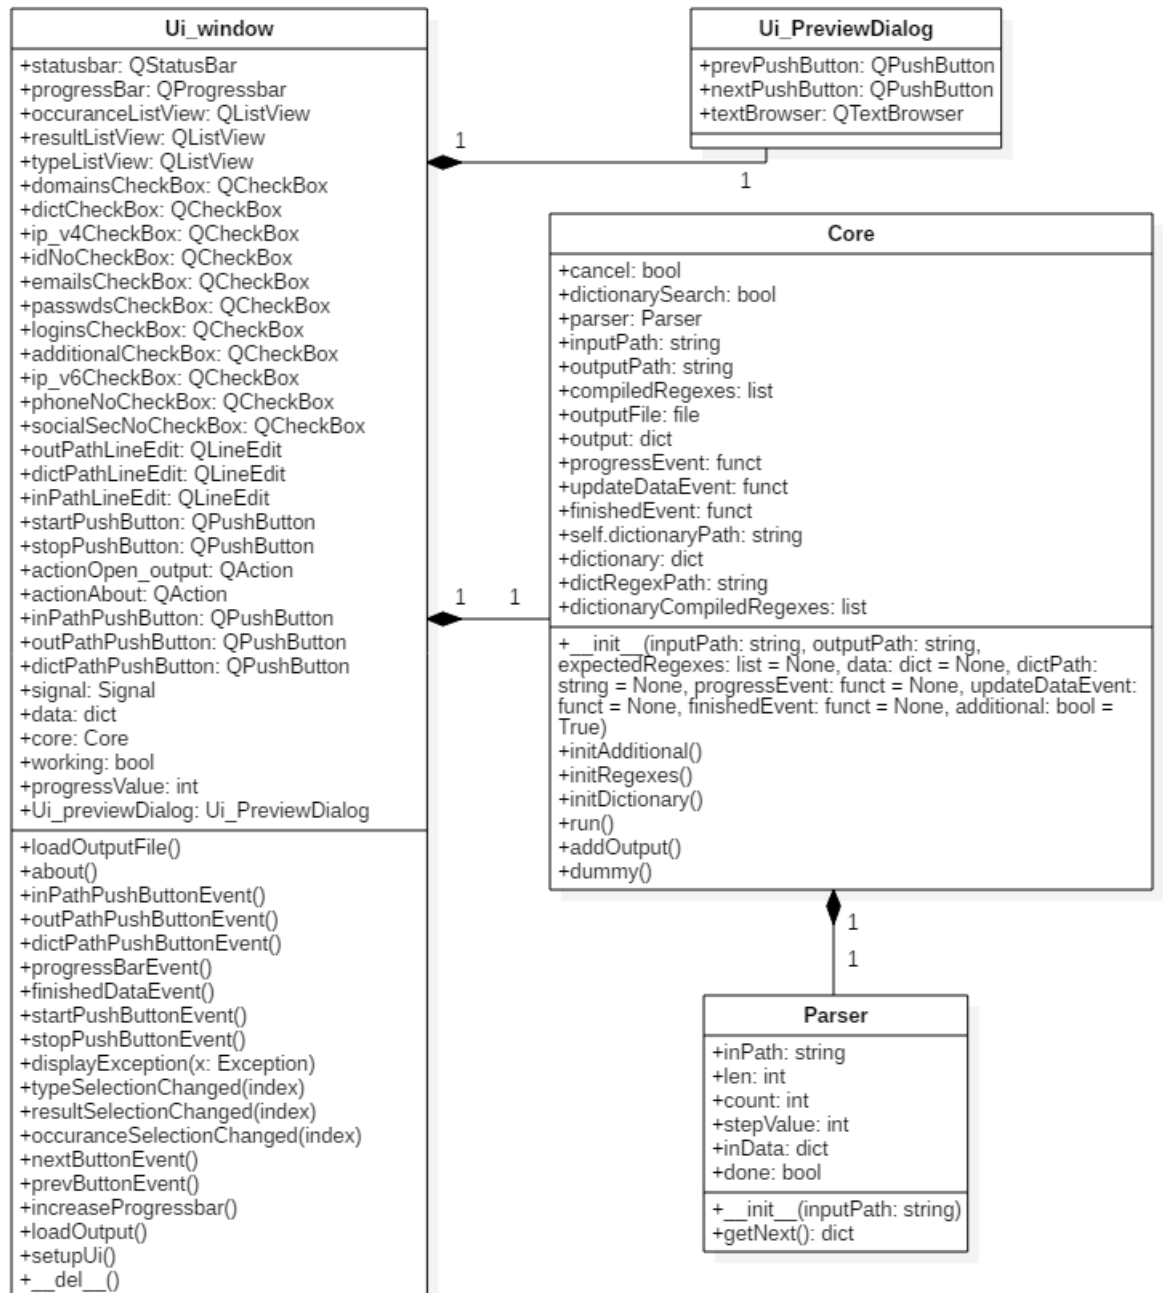 Ui_window
+statusbar: QStatusBar
+progressBar: QProgressbar
+occuranceListView: QListView
+resultListView: QListView
+typeListView: QListView
+domainsCheckBox: QCheckBox
+dictCheckBox: QCheckBox
+ip_v4CheckBox: QCheckBox
+idNoCheckBox: QCheckBox
+emailsCheckBox: QCheckBox
+passwdsCheckBox: QCheckBox
+loginsCheckBox: QCheckBox
+additionalCheckBox: QCheckBox
+ip_v6CheckBox: QCheckBox
+phoneNoCheckBox: QCheckBox
+socialSecNoCheckBox: QCheckBox
+outPathLineEdit: QLineEdit
+dictPathLineEdit: QLineEdit
+inPathLineEdit: QLineEdit
+startPushButton: QPushButton
+stopPushButton: QPushButton
+actionOpen_output: QAction
+actionAbout: QAction
+inPathPushButton: QPushButton
+outPathPushButton: QPushButton
+dictPathPushButton: QPushButton
+signal: Signal
+data: dict
+core: Core
+working: bool
+progressValue: int
+Ui_previewDialog: Ui_PreviewDialog
+loadOutputFile()
+about()
+inPathPushButtonEvent()
+outPathPushButtonEvent()
+dictPathPushButtonEvent()
+progressBarEvent()
+finishedDataEvent()
+startPushButtonEvent()
+stopPushButtonEvent()
+displayException(x: Exception)
+typeSelectionChanged(index)
+resultSelectionChanged(index)
+occuranceSelectionChanged(index)
+nextButtonEvent()
+prevButtonEvent()
+increaseProgressbar()
+loadOutput()
+setupUi()
+__del__()
Ui_PreviewDialog
+prevPushButton: QPushButton
+nextPushButton: QPushButton
+textBrowser: QTextBrowser
1
1
Core
+cancel: bool
+dictionarySearch: bool
+parser: Parser
+inputPath: string
+outputPath: string
+compiledRegexes: list
+outputFile: file
+output: dict
+progressEvent: funct
+updateDataEvent: funct
+finishedEvent: funct
+self.dictionaryPath: string
+dictionary: dict
+dictRegexPath: string
+dictionaryCompiledRegexes: list
+__init__(inputPath: string, outputPath: string,
expectedRegexes: list = None, data: dict = None, dictPath:
string = None, progressEvent: funct = None, updateDataEvent:
funct = None, finishedEvent: funct = None, additional: bool =
True)
+initAdditional()
+initRegexes()
+initDictionary()
+run()
+addOutput()
+dummy()
1 1
1
1
Parser
+inPath: string
+len: int
+count: int
+stepValue: int
+inData: dict
+done: bool
+__init__(inputPath: string)
+getNext(): dict